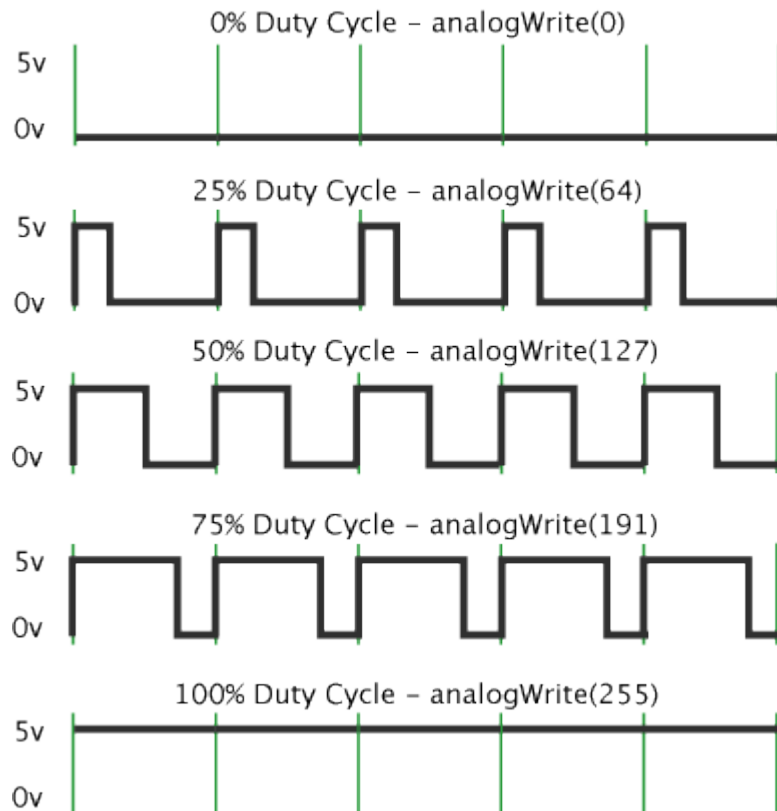 0% Duty Cycle – analogWrite(0)
5v
0v
25% Duty Cycle – analogWrite(64)
5v
0v
50% Duty Cycle – analogWrite(127)
5v
0v
75% Duty Cycle – analogWrite(191)
5v
0v
100% Duty Cycle – analogWrite(255)
5v
0v